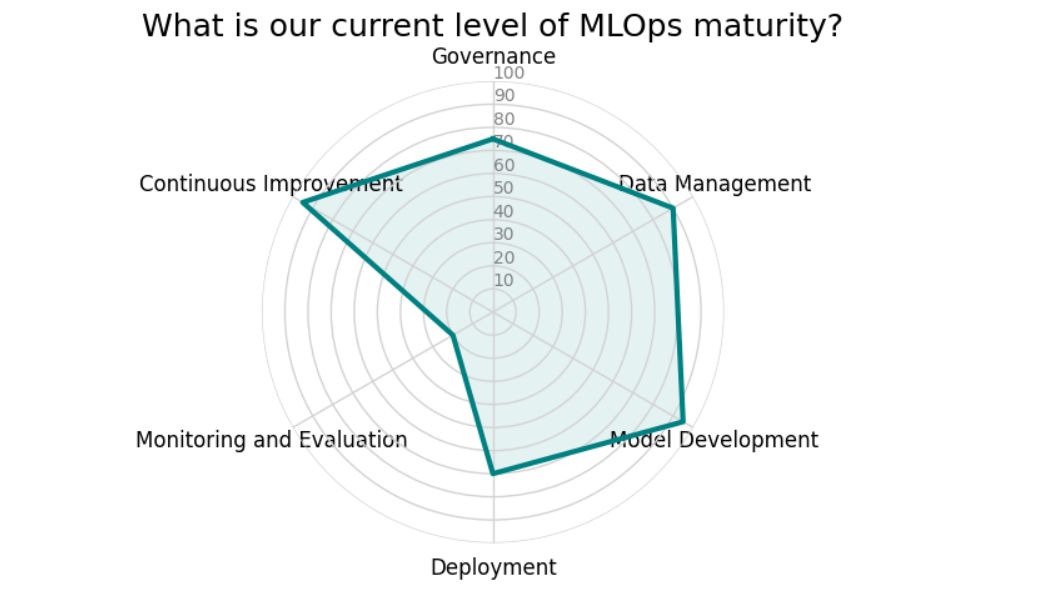 What is our current level of MLOps maturity?
Governance
100
90
80
70
60
Continuous Improvement
Data Management
50
40
30
20
10
Monitoring and Evaluation
Model Development
Deployment